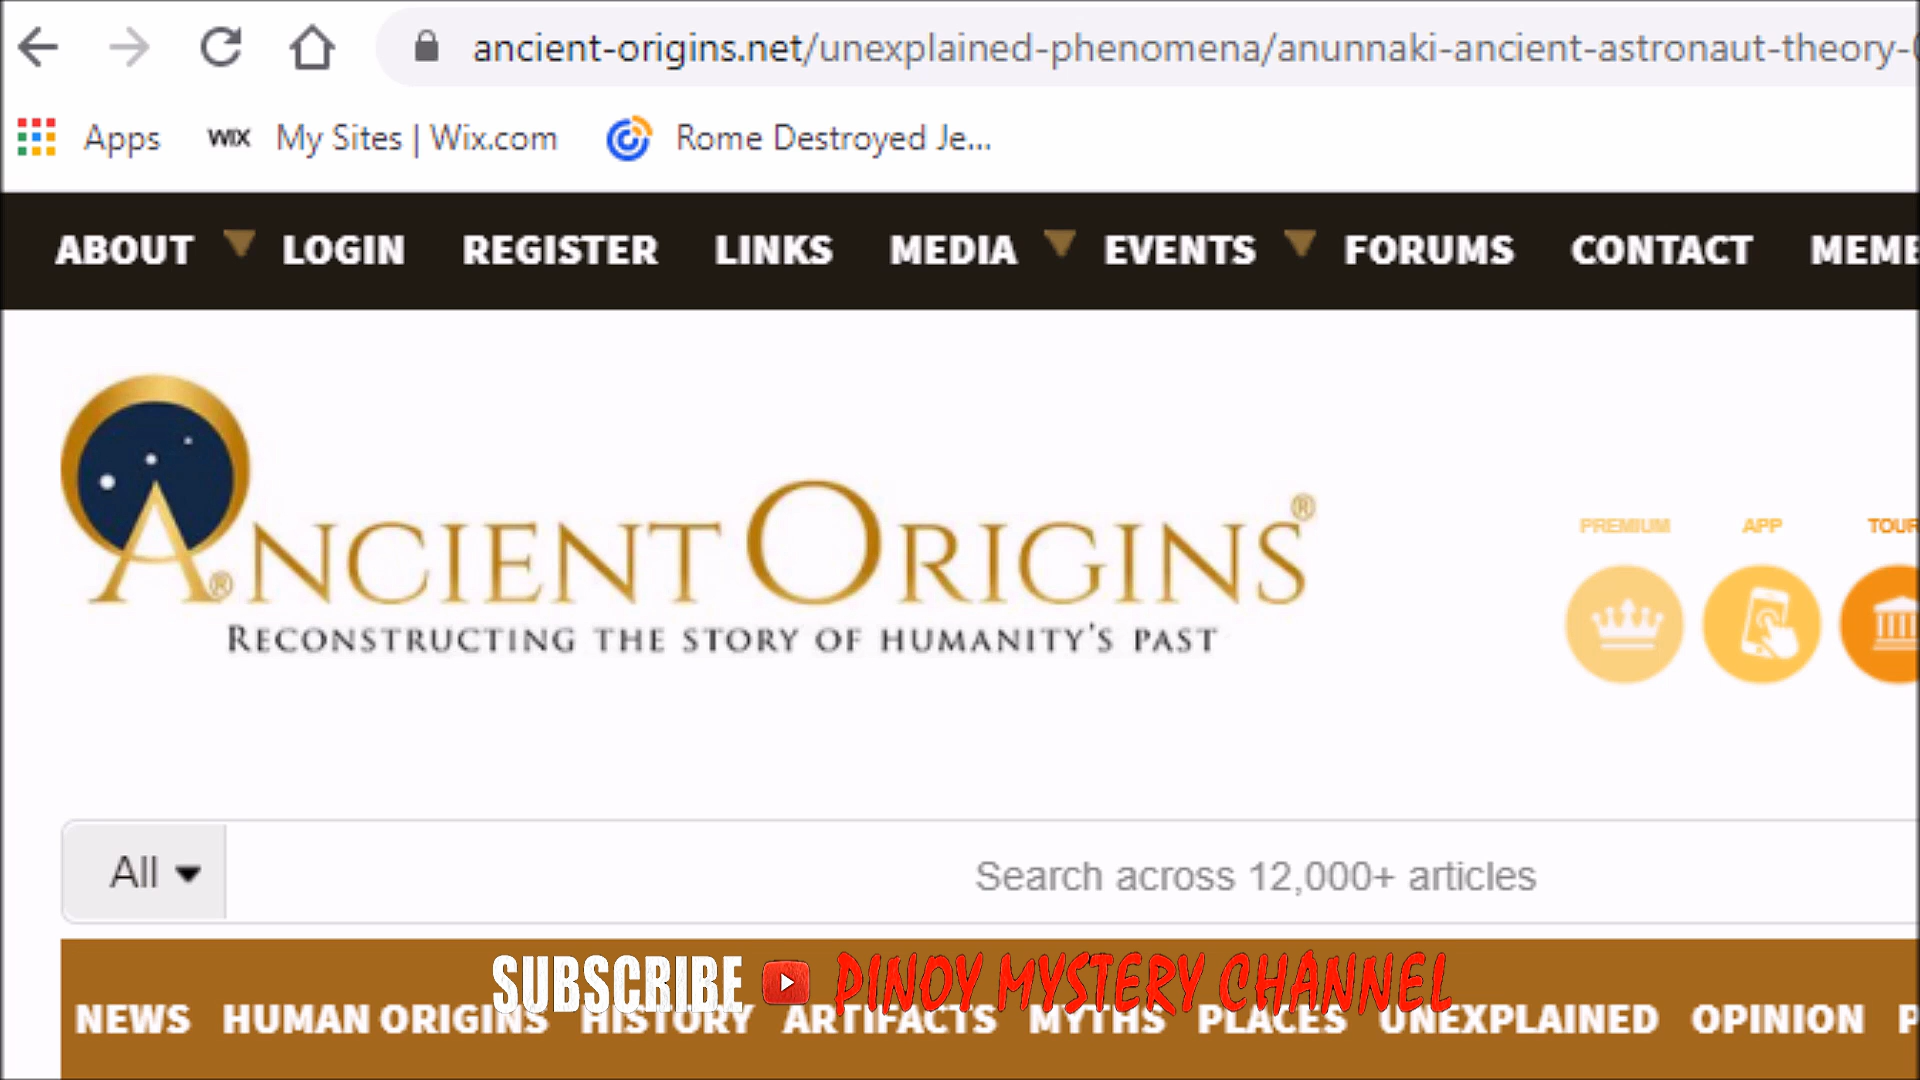 ancient-origins.net/unexplained-phenomena/anunnaki-ancient-astronaut-theory-
Apps WIX My Sites | Wix.com Rome Destroyed Je...
ABOUT LOGIN REGISTER LINKS MEDIA EVENTS FORUMS CONTACT MEME
ANCIENT ORIGINS®
RECONSTRUCTING THE STORY OF HUMANITY'S PAST
PREMIUM APP TOUR
All Search across 12,000+ articles
SUBSCRIBE PINOY MYSTERY CHANNEL
NEWS HUMAN ORIGINS HISTORY ARTIFACTS MYTHS PLACES UNEXPLAINED OPINION P